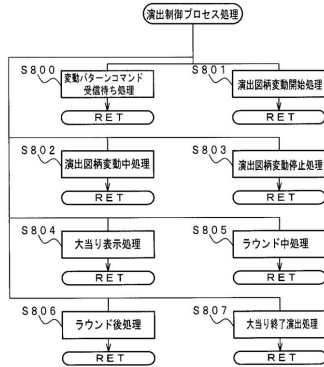 演出制御プロセス処理
S800
変動パターンコマンド
受信待ち処理
RET
S801
演出図柄変動開始処理
RET
S802
演出図柄変動中処理
RET
S803
演出図柄変動停止処理
RET
S804
大当り表示処理
RET
S805
ラウンド中処理
RET
S806
ラウンド後処理
RET
S807
大当り終了演出処理
RET